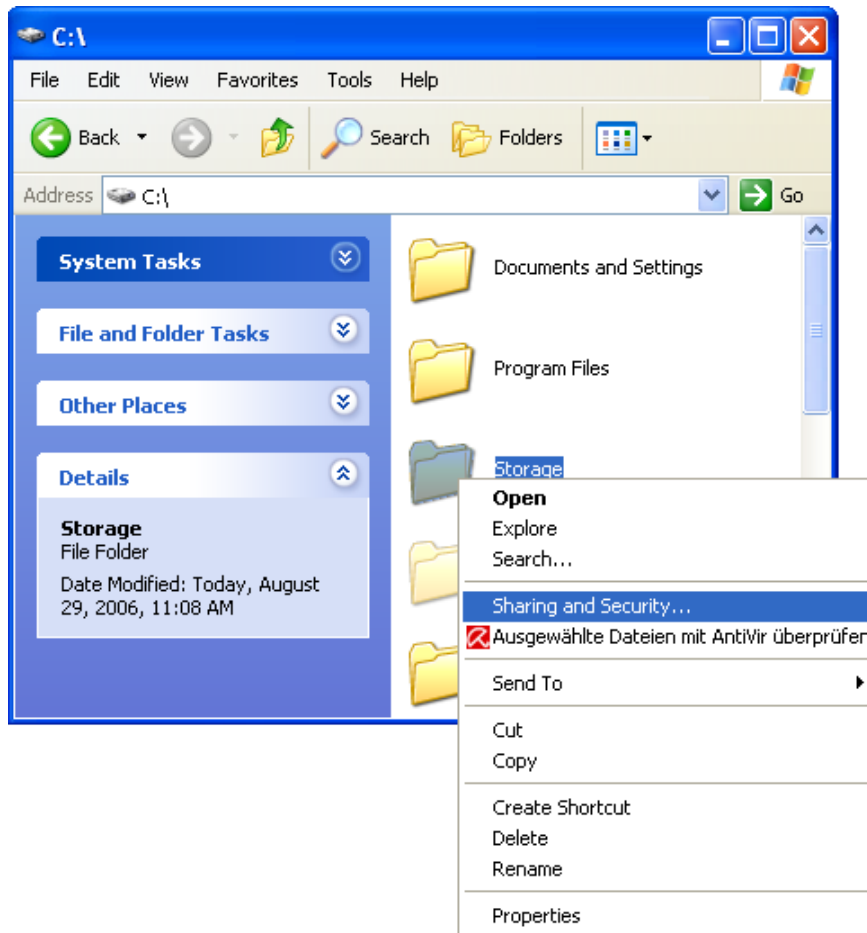 C:\
File Edit View Favorites Tools Help
Back Search Folders
Address C:\ Go
System Tasks
File and Folder Tasks
Other Places
Details
Storage
File Folder
Date Modified: Today, August
29, 2006, 11:08 AM
Documents and Settings
Program Files
Storage
Open
Explore
Search...
Sharing and Security...
Ausgewählte Dateien mit AntiVir überprüfen
Send To
Cut
Copy
Create Shortcut
Delete
Rename
Properties